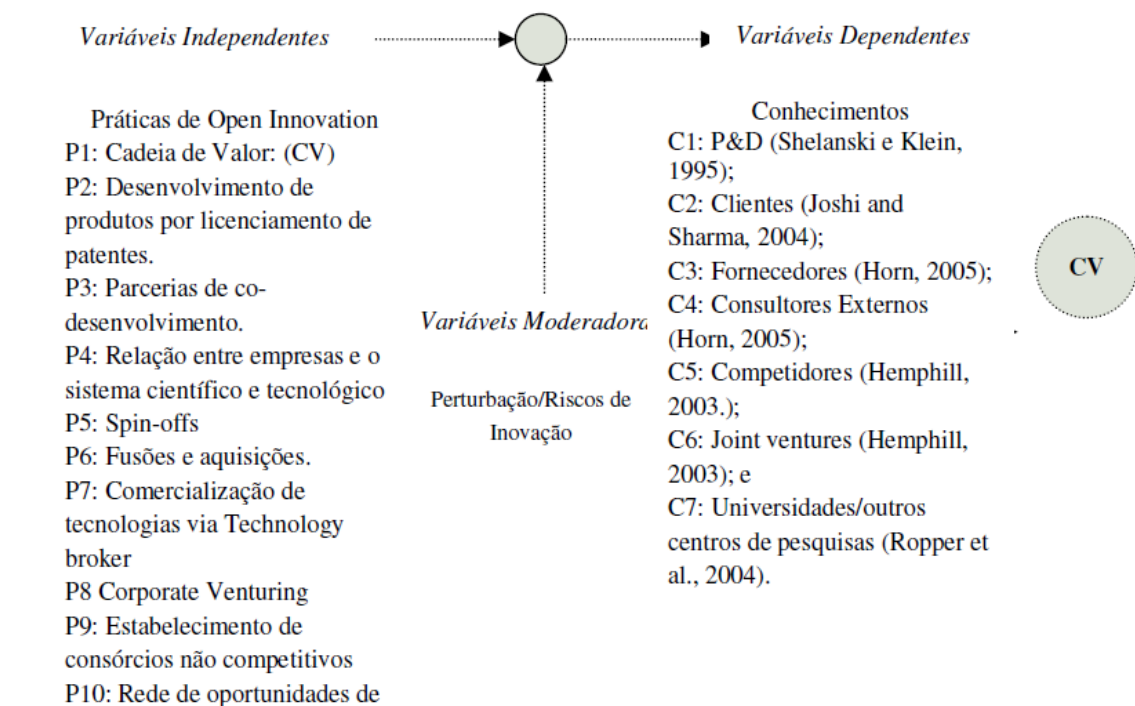 Variáveis Independentes
Práticas de Open Innovation
P1: Cadeia de Valor: (CV)
P2: Desenvolvimento de
produtos por licenciamento de
patentes.
P3: Parcerias de co-
desenvolvimento.
P4: Relação entre empresas e o
sistema científico e tecnológico
P5: Spin-offs
P6: Fusões e aquisições.
P7: Comercialização de
tecnologias via Technology
broker
P8 Corporate Venturing
P9: Estabelecimento de
consórcios não competitivos
P10: Rede de oportunidades de
Variáveis Moderadora
Perturbação/Riscos de
Inovação
Variáveis Dependentes
Conhecimentos
C1: P&D (Shelanski e Klein,
1995);
C2: Clientes (Joshi and
Sharma, 2004);
C3: Fornecedores (Horn, 2005);
C4: Consultores Externos
(Horn, 2005);
C5: Competidores (Hemphill,
2003.);
C6: Joint ventures (Hemphill,
2003); e
C7: Universidades/outros
centros de pesquisas (Ropper et
al., 2004).
CV